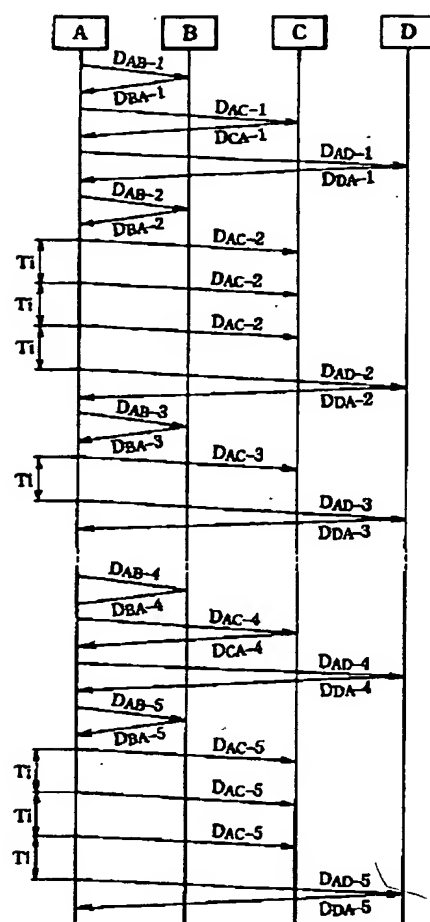 A B C D
DAB-1
DBA-1
DAC-1
DCA-1
DAD-1
DDA-1
DAB-2
DBA-2
DAC-2
Ti
DAC-2
Ti
DAC-2
Ti
DAD-2
DDA-2
DAB-3
DBA-3
DAC-3
Ti
DAD-3
DDA-3
DAB-4
DBA-4
DAC-4
DCA-4
DAD-4
DDA-4
DAB-5
DBA-5
DAC-5
Ti
DAC-5
Ti
DAC-5
Ti
DAD-5
DDA-5